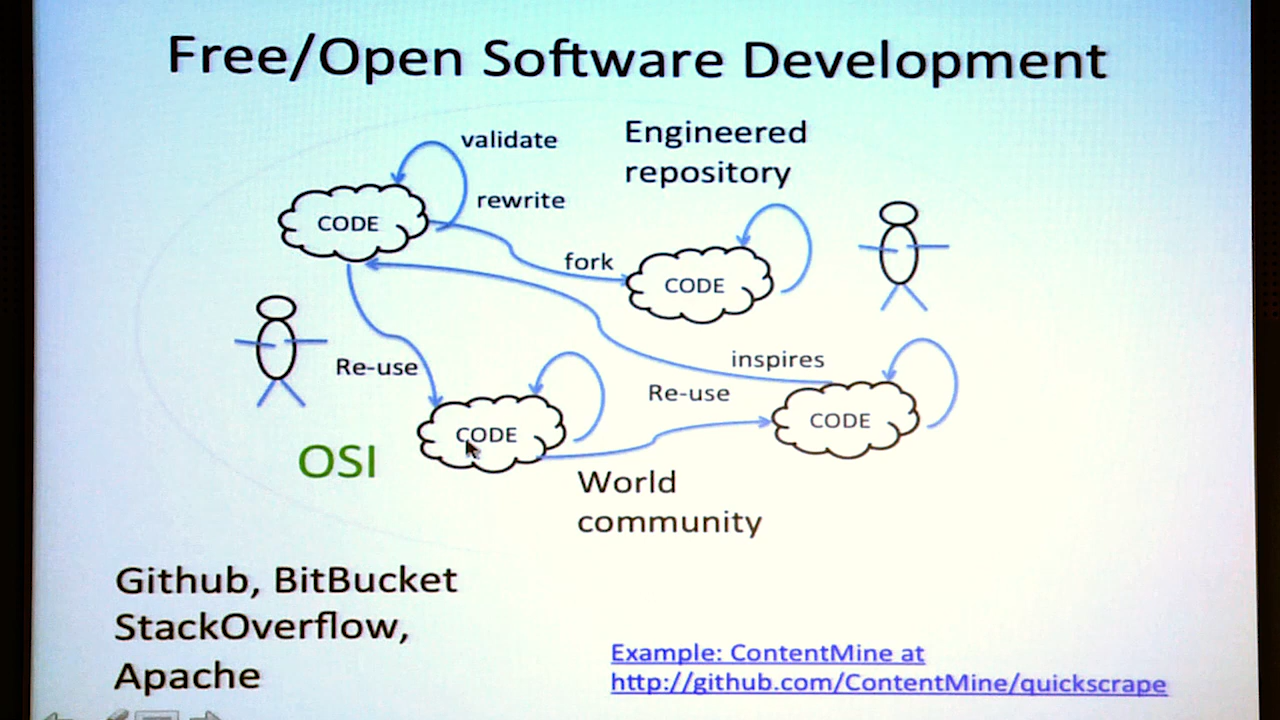 Free/Open Software Development
validate
Engineered
repository
rewrite
CODE
fork
CODE
Re-use
inspires
Re-use
CODE
CODE
OSI
World
community
Github, BitBucket
StackOverflow,
Apache
Example: ContentMine at
http://github.com/ContentMine/quickscrape